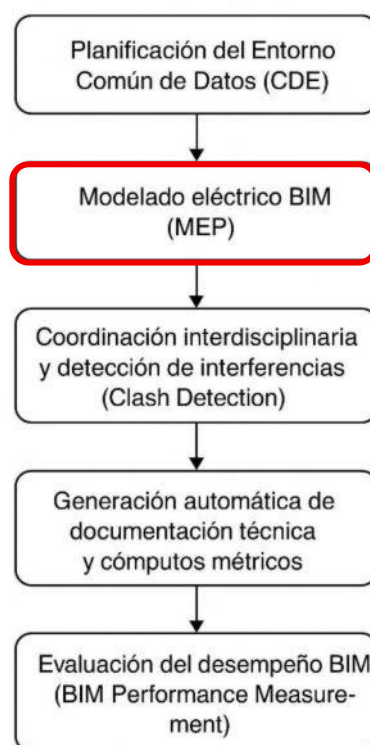 Planificación del Entorno
Común de Datos (CDE)
Modelado eléctrico BIM
(MEP)
Coordinación interdisciplinaria
y detección de interferencias
(Clash Detection)
Generación automática de
documentación técnica
y cómputos métricos
Evaluación del desempeño BIM
(BIM Performance Measure-
ment)